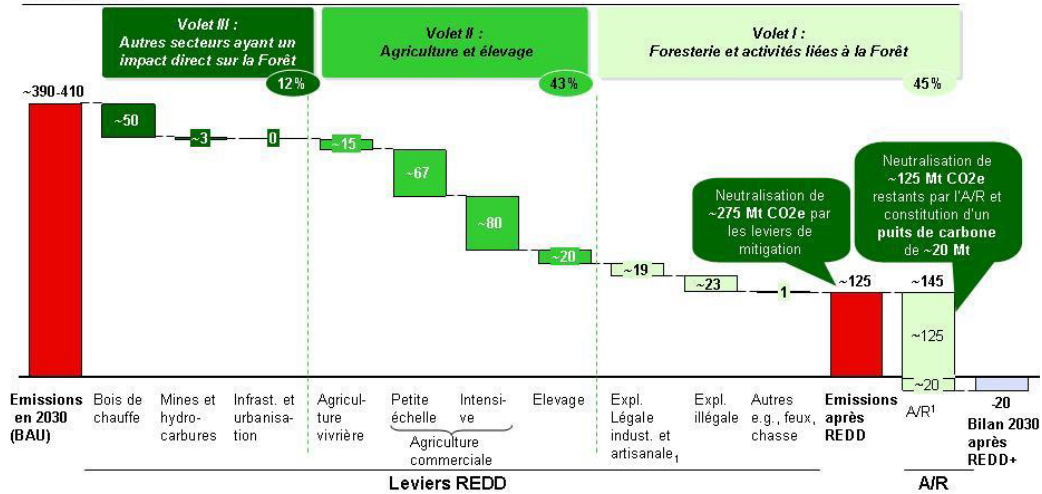 Volet III :
Autres secteurs ayant un
impact direct sur la Forêt
12%
Volet II :
Agriculture et élevage
43%
Volet I :
Foresterie et activités liées à la Forêt
45%
~390-410
~50
~3
0
~15
~67
~80
~20
~19
~23
1
Neutralisation de
~275 Mt CO2e par
les leviers de
mitigation
Neutralisation de
~125 Mt CO2e
restants par l'A/R et
constitution d'un
puits de carbone
de ~20 Mt
~125
~145
~125
~20
-20
Emissions
en 2030
(BAU)
Bois de
chauffe
Mines et
hydro-
carbures
Infrast. et
urbanisa-
tion
Agricul-
ture
vivrière
Petite
échelle
Intensi-
ve
Agriculture
commerciale
Elevage
Expl.
Légale
indust. et
artisanale1
Expl.
illégale
Autres
e.g., feux,
chasse
Emissions
après
REDD
A/R1
Bilan 2030
après
REDD+
Leviers REDD
A/R